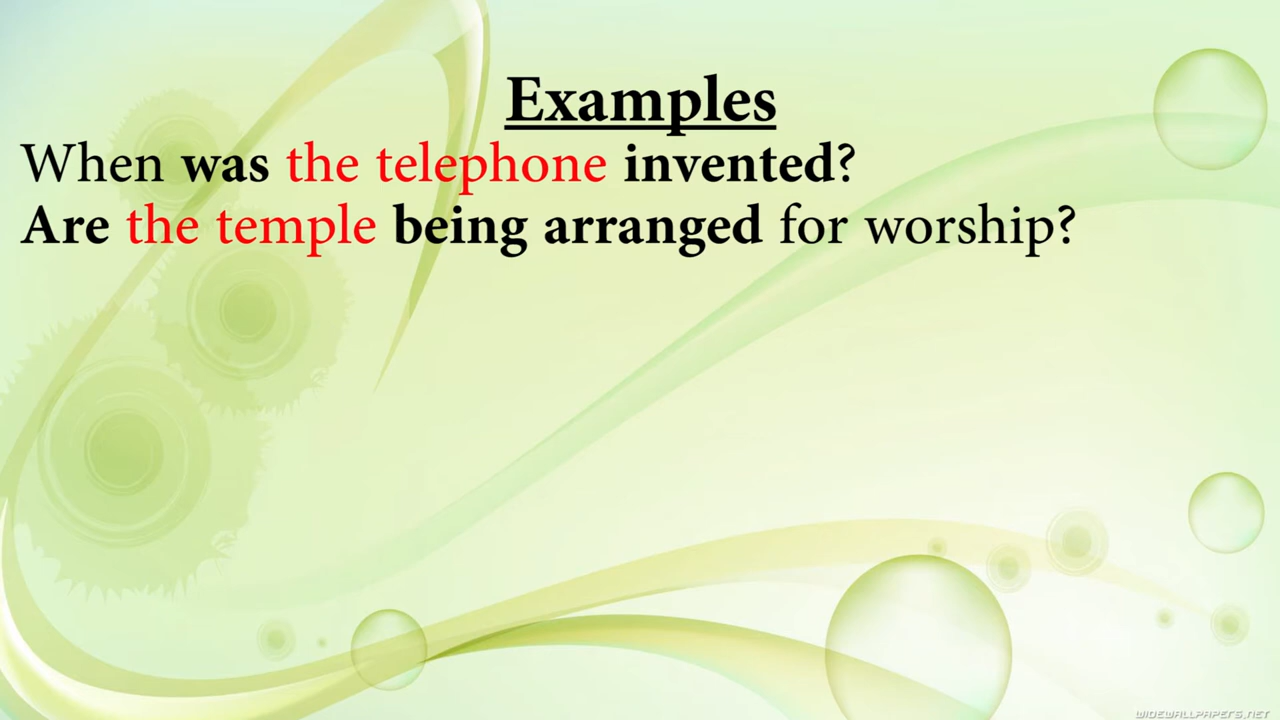 Examples
When was the telephone invented?
Are the temple being arranged for worship?
WIDEWALLPAPERS.NET